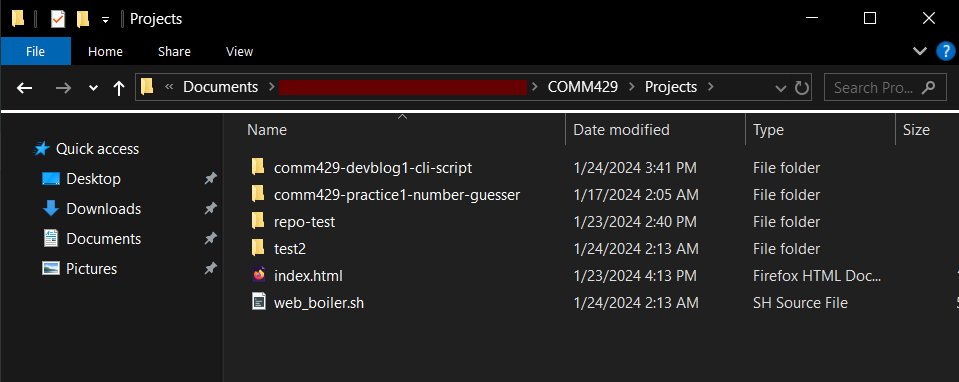 Projects
File Home Share View
« Documents > > COMM429 > Projects > Search Pro...
Name Date modified Type Size
Quick access
Desktop
Downloads
Documents
Pictures
comm429-devblog1-cli-script 1/24/2024 3:41 PM File folder
comm429-practice1-number-guesser 1/17/2024 2:05 AM File folder
repo-test 1/23/2024 2:40 PM File folder
test2 1/24/2024 2:13 AM File folder
index.html 1/23/2024 4:13 PM Firefox HTML Doc...
web_boiler.sh 1/24/2024 2:13 AM SH Source File